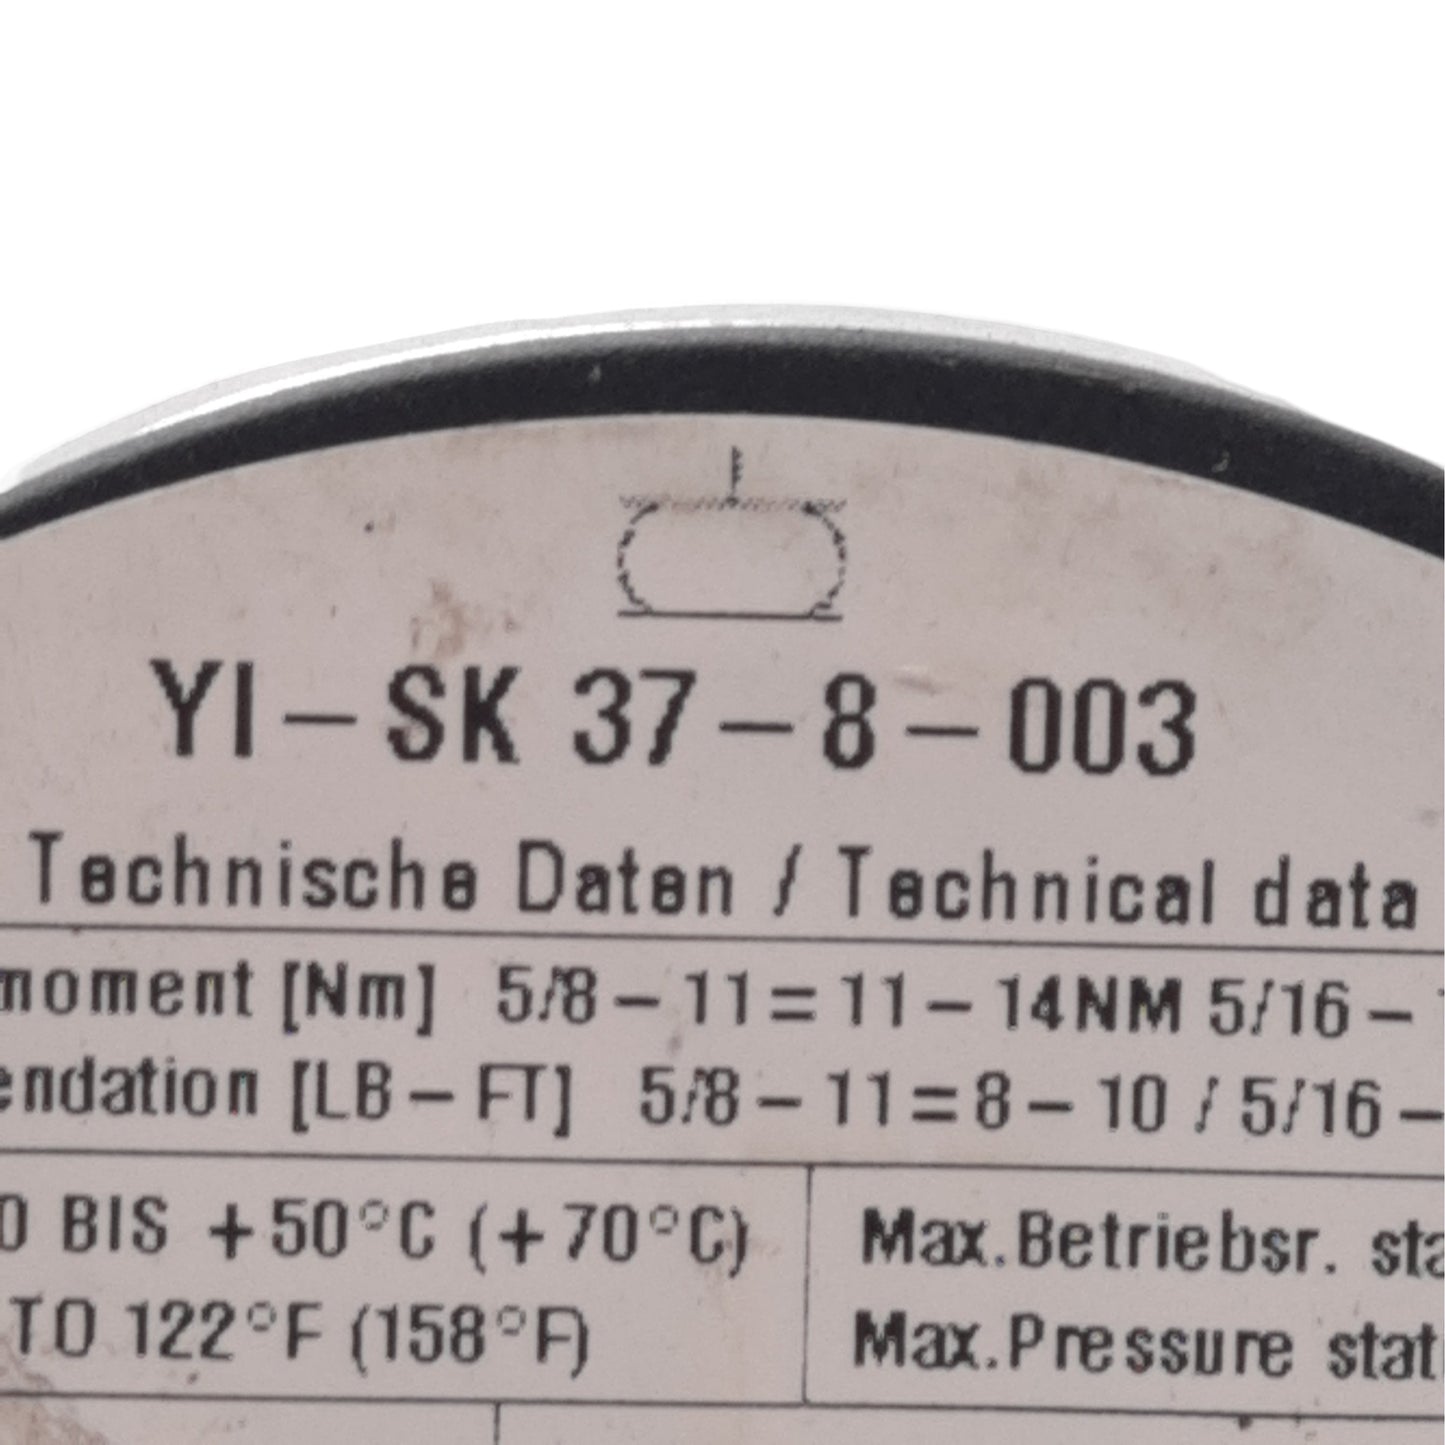 YI-SK 37-8-003
Technische Daten / Technical data
moment [Nm] 5/8-11=11-14NM 5/16-
[LB-FT] 5/8-11=8-10 / 5/16-
0 BIS +50°C (+70°C)
TO 122°F (158°F)
Max.Betriebsr.
Max.Pressure